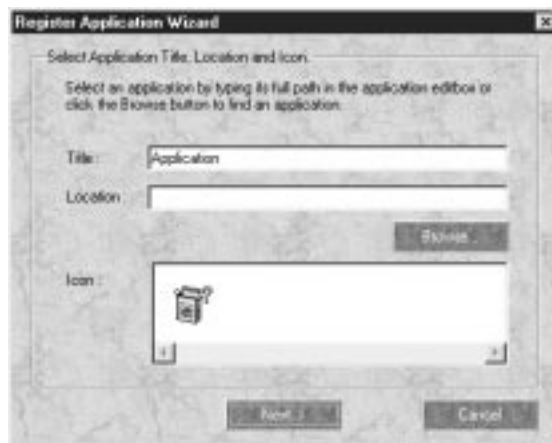 Register Application Wizard
Select Application Title, Location and Icon.
Select an application by typing its full path in the application editbox or
click the Browse button to find an application.
Title :
Application
Location
Browse...
Icon :
Next >
Cancel